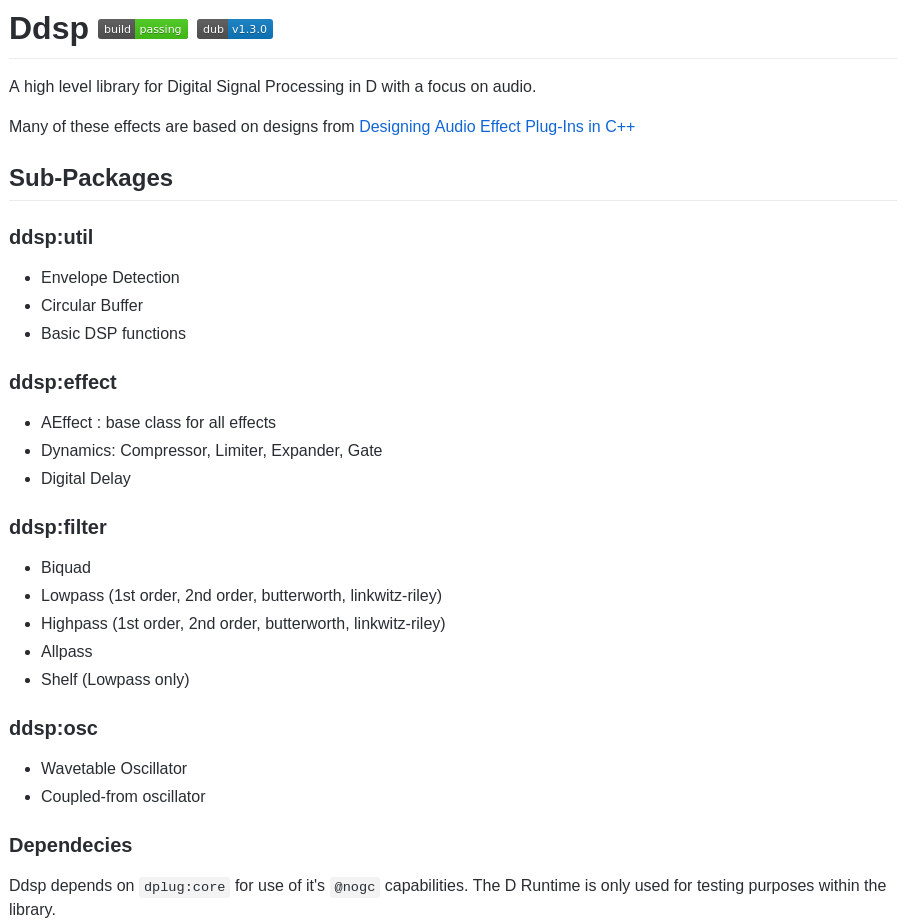 Ddsp build passing dub v1.3.0
A high level library for Digital Signal Processing in D with a focus on audio.
Many of these effects are based on designs from Designing Audio Effect Plug-Ins in C++
Sub-Packages
ddsp:util
• Envelope Detection
• Circular Buffer
• Basic DSP functions
ddsp:effect
• AEffect : base class for all effects
• Dynamics: Compressor, Limiter, Expander, Gate
• Digital Delay
ddsp:filter
• Biquad
• Lowpass (1st order, 2nd order, butterworth, linkwitz-riley)
• Highpass (1st order, 2nd order, butterworth, linkwitz-riley)
• Allpass
• Shelf (Lowpass only)
ddsp:osc
• Wavetable Oscillator
• Coupled-from oscillator
Dependecies
Ddsp depends on dplug:core for use of it's @nogc capabilities. The D Runtime is only used for testing purposes within the
library.